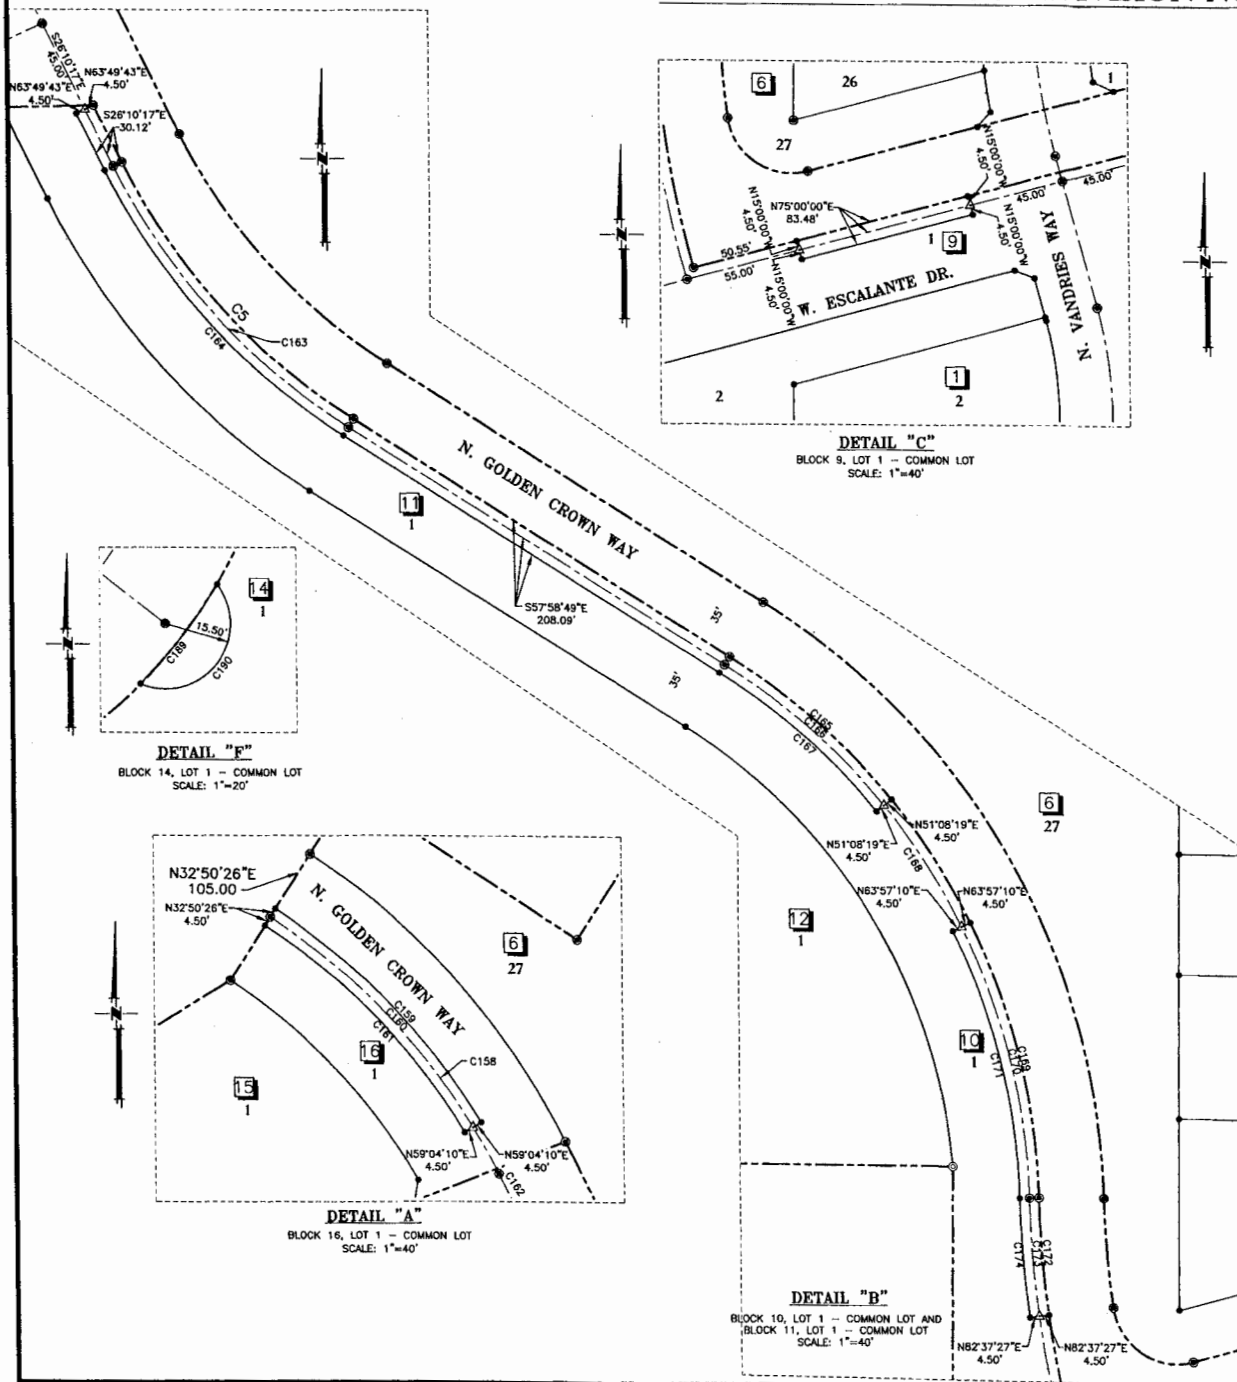 S26°10'17"E
45.00'
N63°49'43"E
4.50'
N63°49'43"E
4.50'
S26°10'17"E
30.12'
C5
C163
C164
N
N
N
N
N. GOLDEN CROWN WAY
11
1
S57°58'49"E
208.09'
35'
35'
C165
C166
C167
N51°08'19"E
4.50'
N51°08'19"E
4.50'
C168
N63°57'10"E
4.50'
N63°57'10"E
4.50'
6
27
12
1
10
1
C169
C170
C171
C172
C173
C174
N82°37'27"E
4.50'
N82°37'27"E
4.50'
DETAIL "B"
BLOCK 10, LOT 1 – COMMON LOT AND
BLOCK 11, LOT 1 – COMMON LOT
SCALE: 1"=40'
6
26
27
1
N15°00'00"W
4.50'
N15°00'00"W
4.50'
N75°00'00"E
83.48'
45.00'
45.00'
N15°00'00"W
4.50'
1
9
50.55'
55.00'
N15°00'00"W
4.50'
W. ESCALANTE DR.
N. VANDRIES WAY
2
1
2
DETAIL "C"
BLOCK 9, LOT 1 – COMMON LOT
SCALE: 1"=40'
N
14
1
15.50'
C189
C190
DETAIL "F"
BLOCK 14, LOT 1 – COMMON LOT
SCALE: 1"=20'
N
N32°50'26"E
105.00
N32°50'26"E
4.50'
N. GOLDEN CROWN WAY
6
27
C159
C160
C161
C158
16
1
15
1
N59°04'10"E
4.50'
N59°04'10"E
4.50'
C162
DETAIL "A"
BLOCK 16, LOT 1 – COMMON LOT
SCALE: 1"=40'